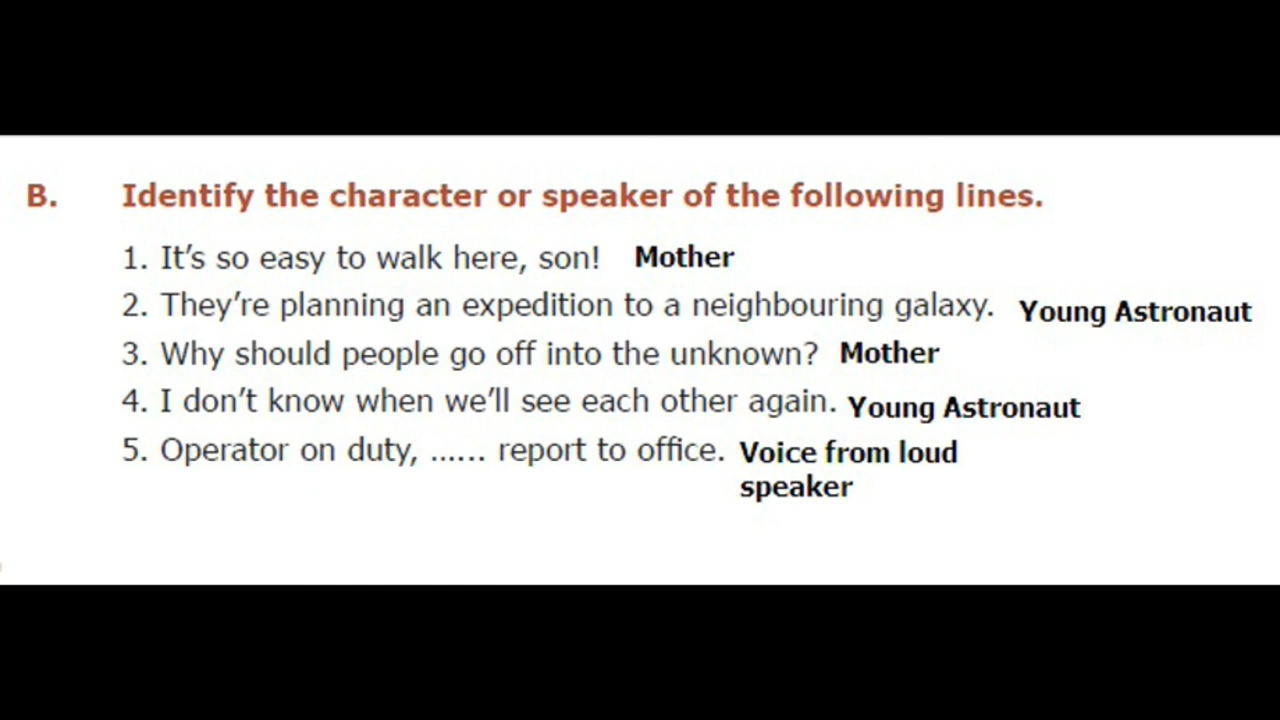 B. Identify the character or speaker of the following lines.
1. It's so easy to walk here, son! Mother
2. They're planning an expedition to a neighbouring galaxy. Young Astronaut
3. Why should people go off into the unknown? Mother
4. I don't know when we'll see each other again. Young Astronaut
5. Operator on duty, ...... report to office. Voice from loud
speaker